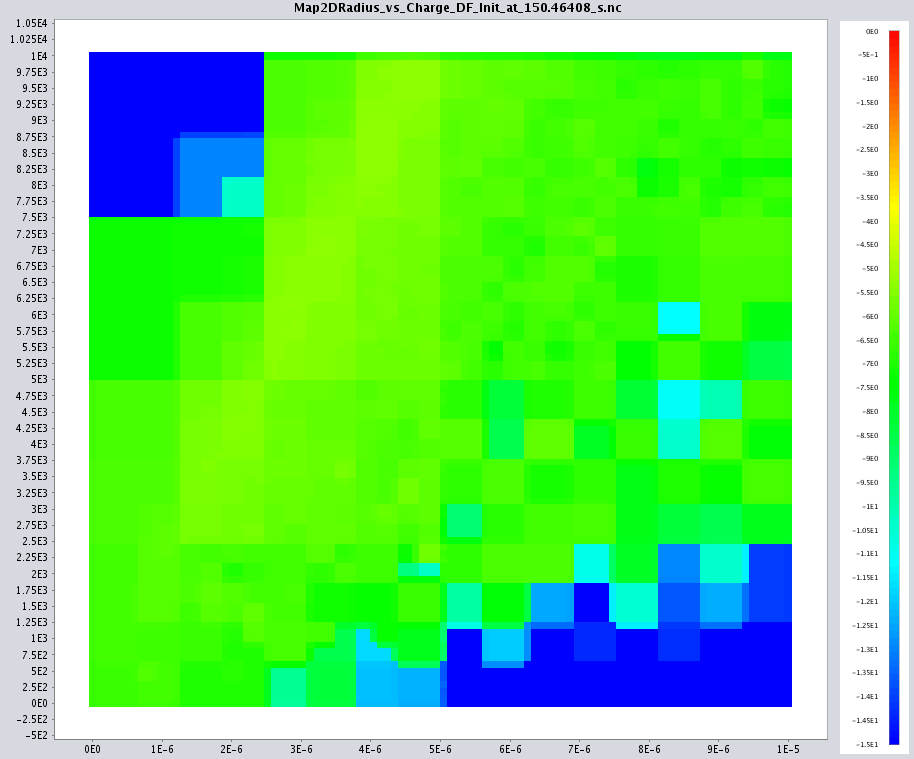 Map2DRadius_vs_Charge_DF_Init_at_150.46408_s.nc
1.05E4
1.025E4
1E4
9.75E3
9.5E3
9.25E3
9E3
8.75E3
8.5E3
8.25E3
8E3
7.75E3
7.5E3
7.25E3
7E3
6.75E3
6.5E3
6.25E3
6E3
5.75E3
5.5E3
5.25E3
5E3
4.75E3
4.5E3
4.25E3
4E3
3.75E3
3.5E3
3.25E3
3E3
2.75E3
2.5E3
2.25E3
2E3
1.75E3
1.5E3
1.25E3
1E3
7.5E2
5E2
2.5E2
0E0
-2.5E2
-5E2
0E0 1E-6 2E-6 3E-6 4E-6 5E-6 6E-6 7E-6 8E-6 9E-6 1E-5
0E0
-5E-1
-1E0
-1.5E0
-2E0
-2.5E0
-3E0
-3.5E0
-4E0
-4.5E0
-5E0
-5.5E0
-6E0
-6.5E0
-7E0
-7.5E0
-8E0
-8.5E0
-9E0
-9.5E0
-1E1
-1.05E1
-1.1E1
-1.15E1
-1.2E1
-1.25E1
-1.3E1
-1.35E1
-1.4E1
-1.45E1
-1.5E1